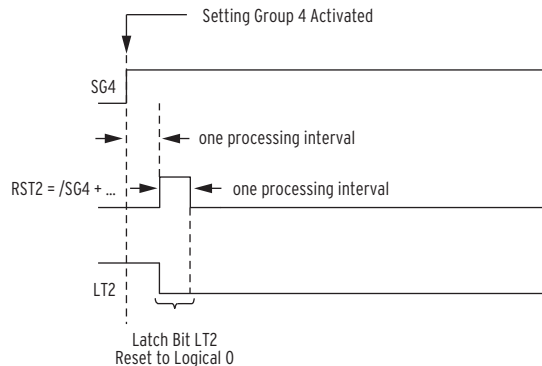 Setting Group 4 Activated
SG4
one processing interval
RST2 = /SG4 + ...
one processing interval
LT2
Latch Bit LT2
Reset to Logical 0